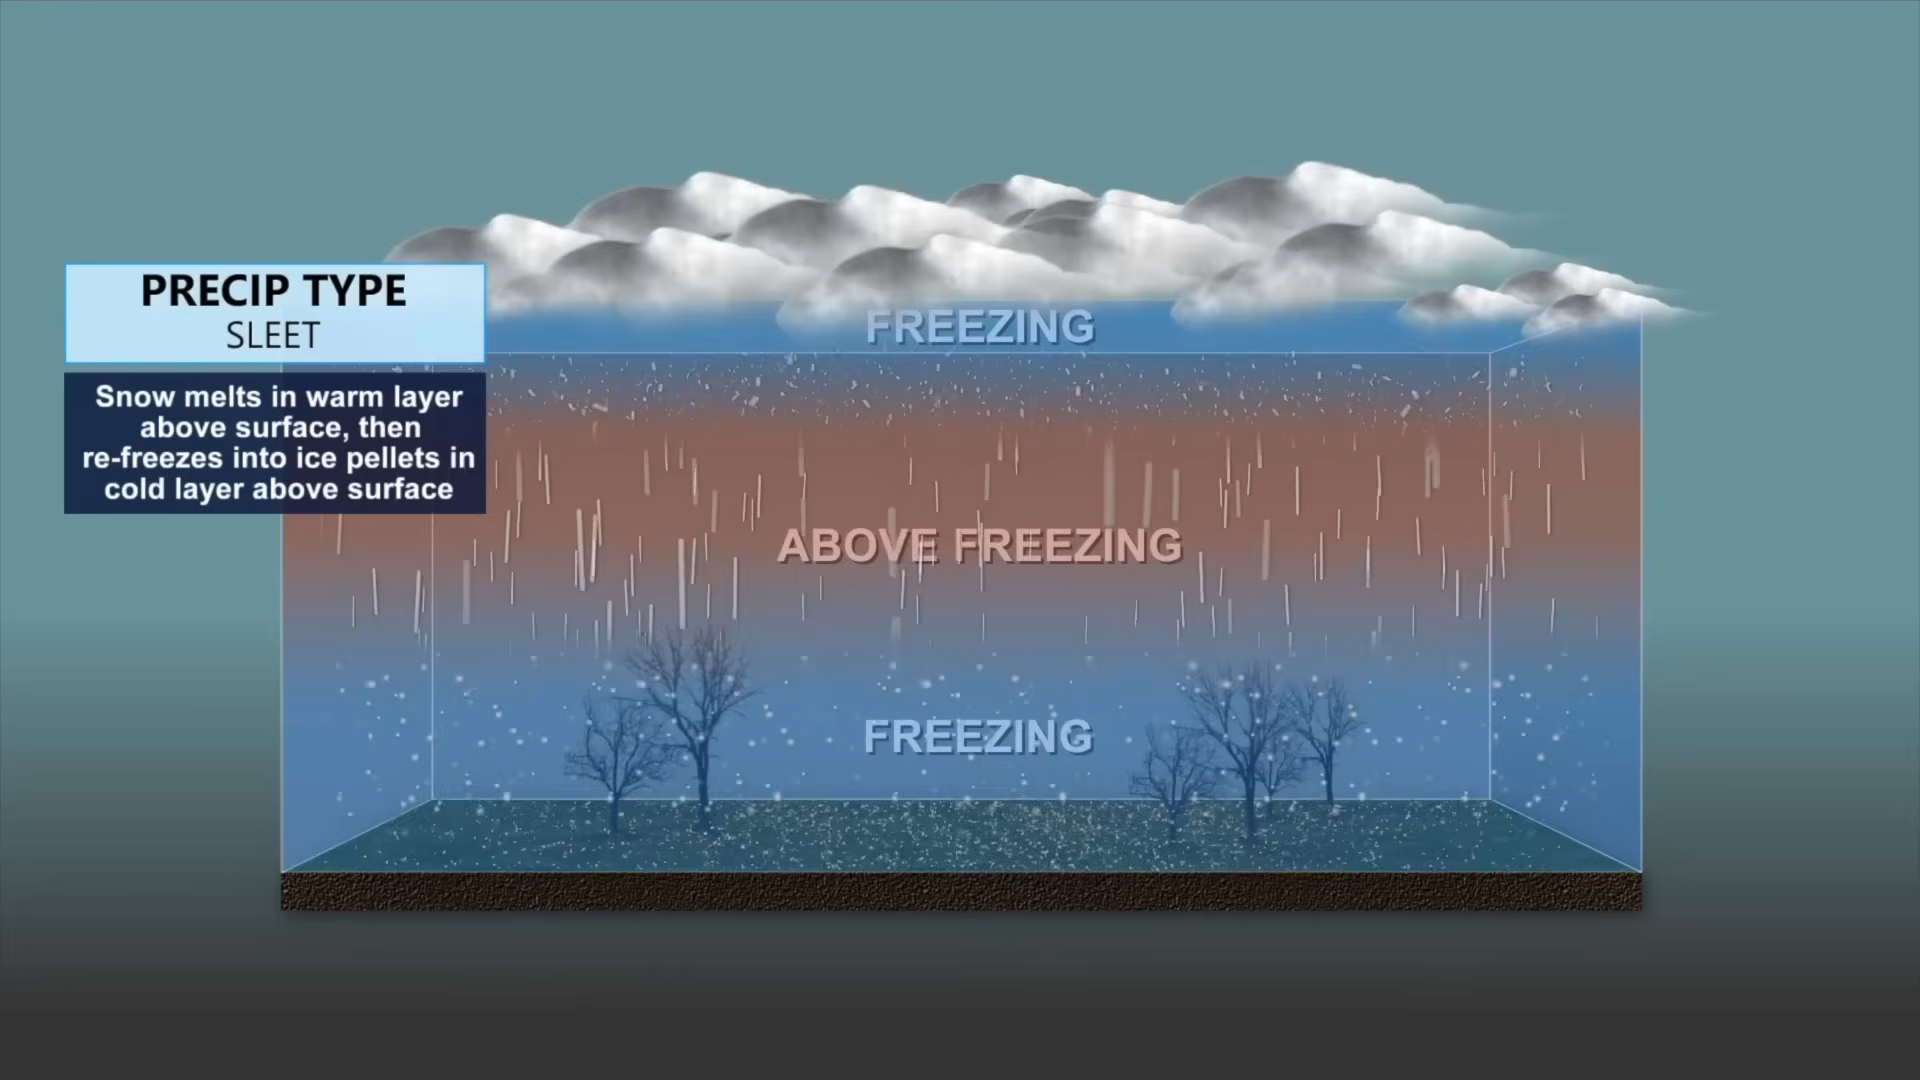 PRECIP TYPE
SLEET
Snow melts in warm layer
above surface, then
re-freezes into ice pellets in
cold layer above surface
FREEZING
ABOVE FREEZING
FREEZING